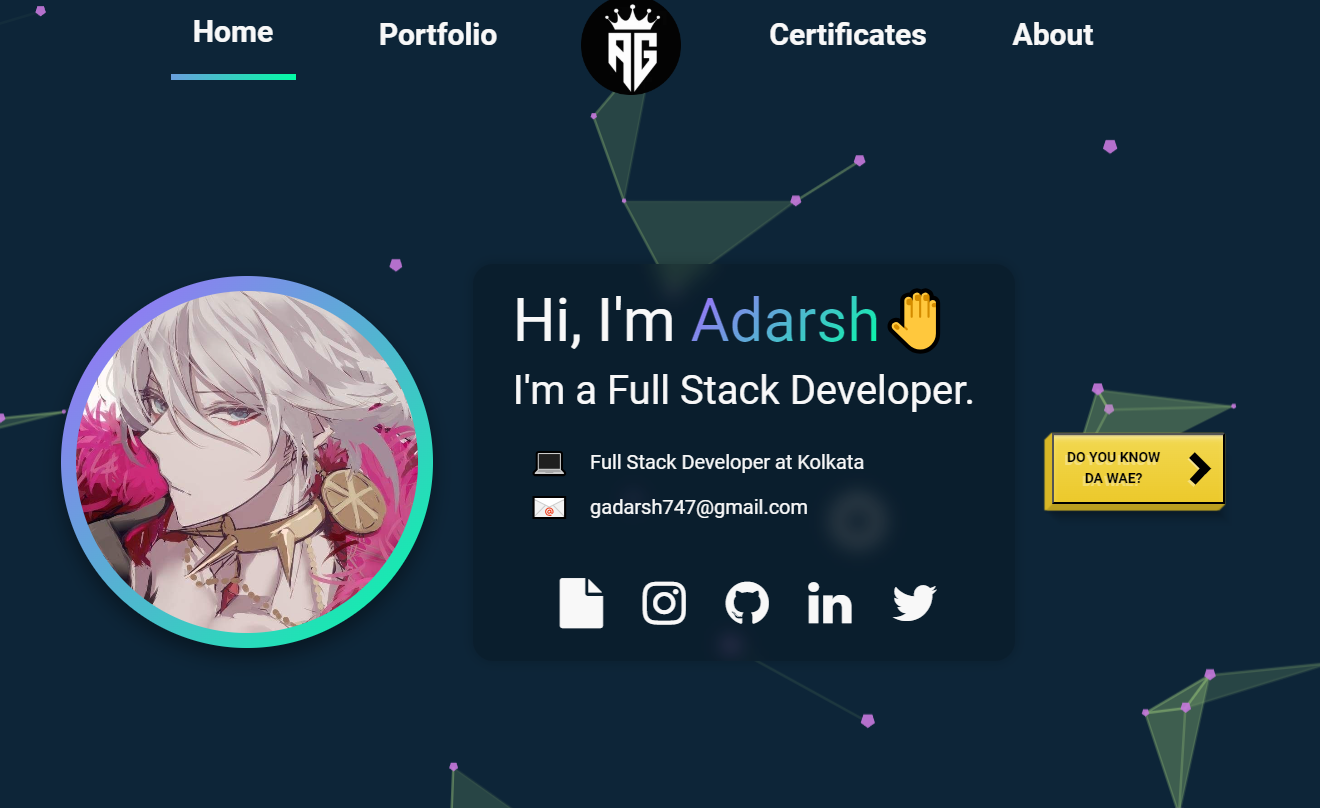 Home
Portfolio
AG
Certificates
About
Hi, I'm Adarsh🤚
I'm a Full Stack Developer.
Full Stack Developer at Kolkata
gadarsh747@gmail.com
in
DO YOU KNOW
DA WAE?